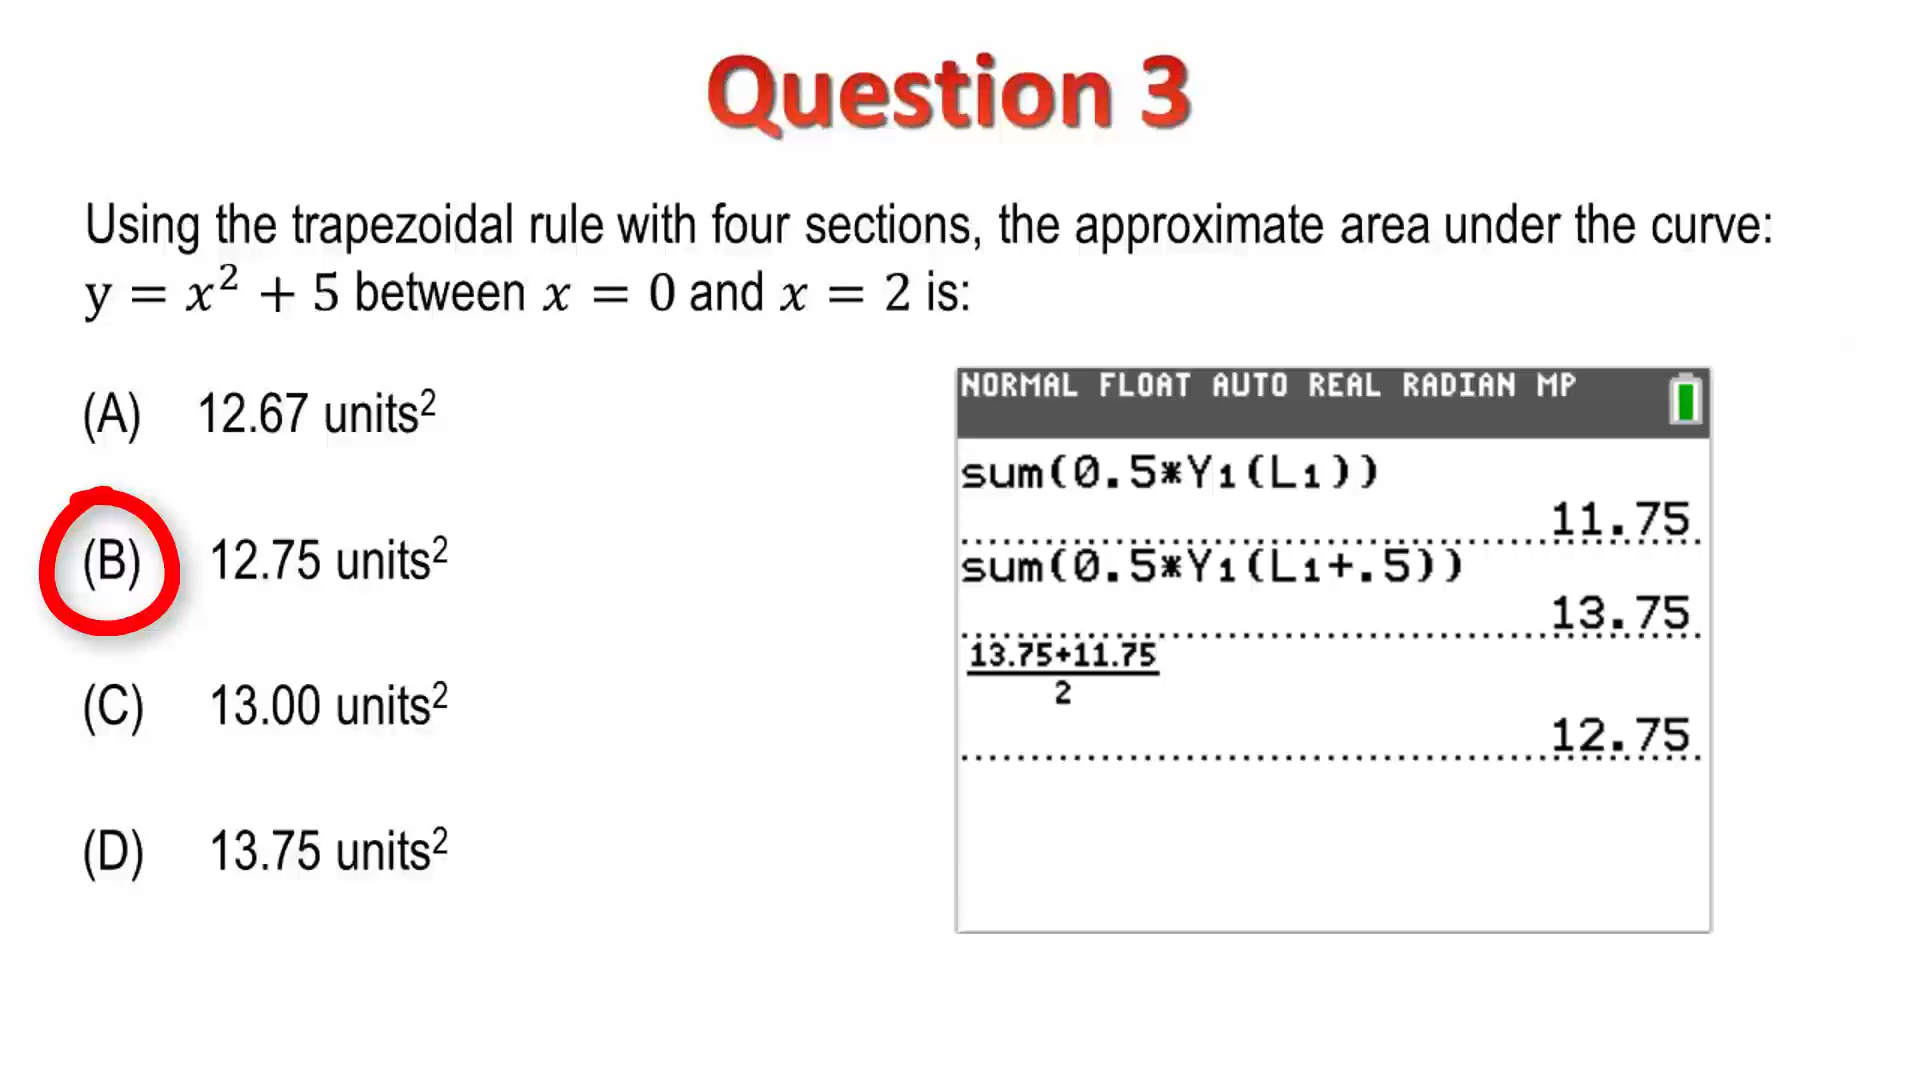 Question 3
Using the trapezoidal rule with four sections, the approximate area under the curve:
y = x² + 5 between x = 0 and x = 2 is:
(A) 12.67 units²
(B) 12.75 units²
(C) 13.00 units²
(D) 13.75 units²
NORMAL FLOAT AUTO REAL RADIAN MP
sum(0.5*Y₁(L₁))
11.75
sum(0.5*Y₁(L₁+.5))
13.75
13.75+11.75
2
12.75